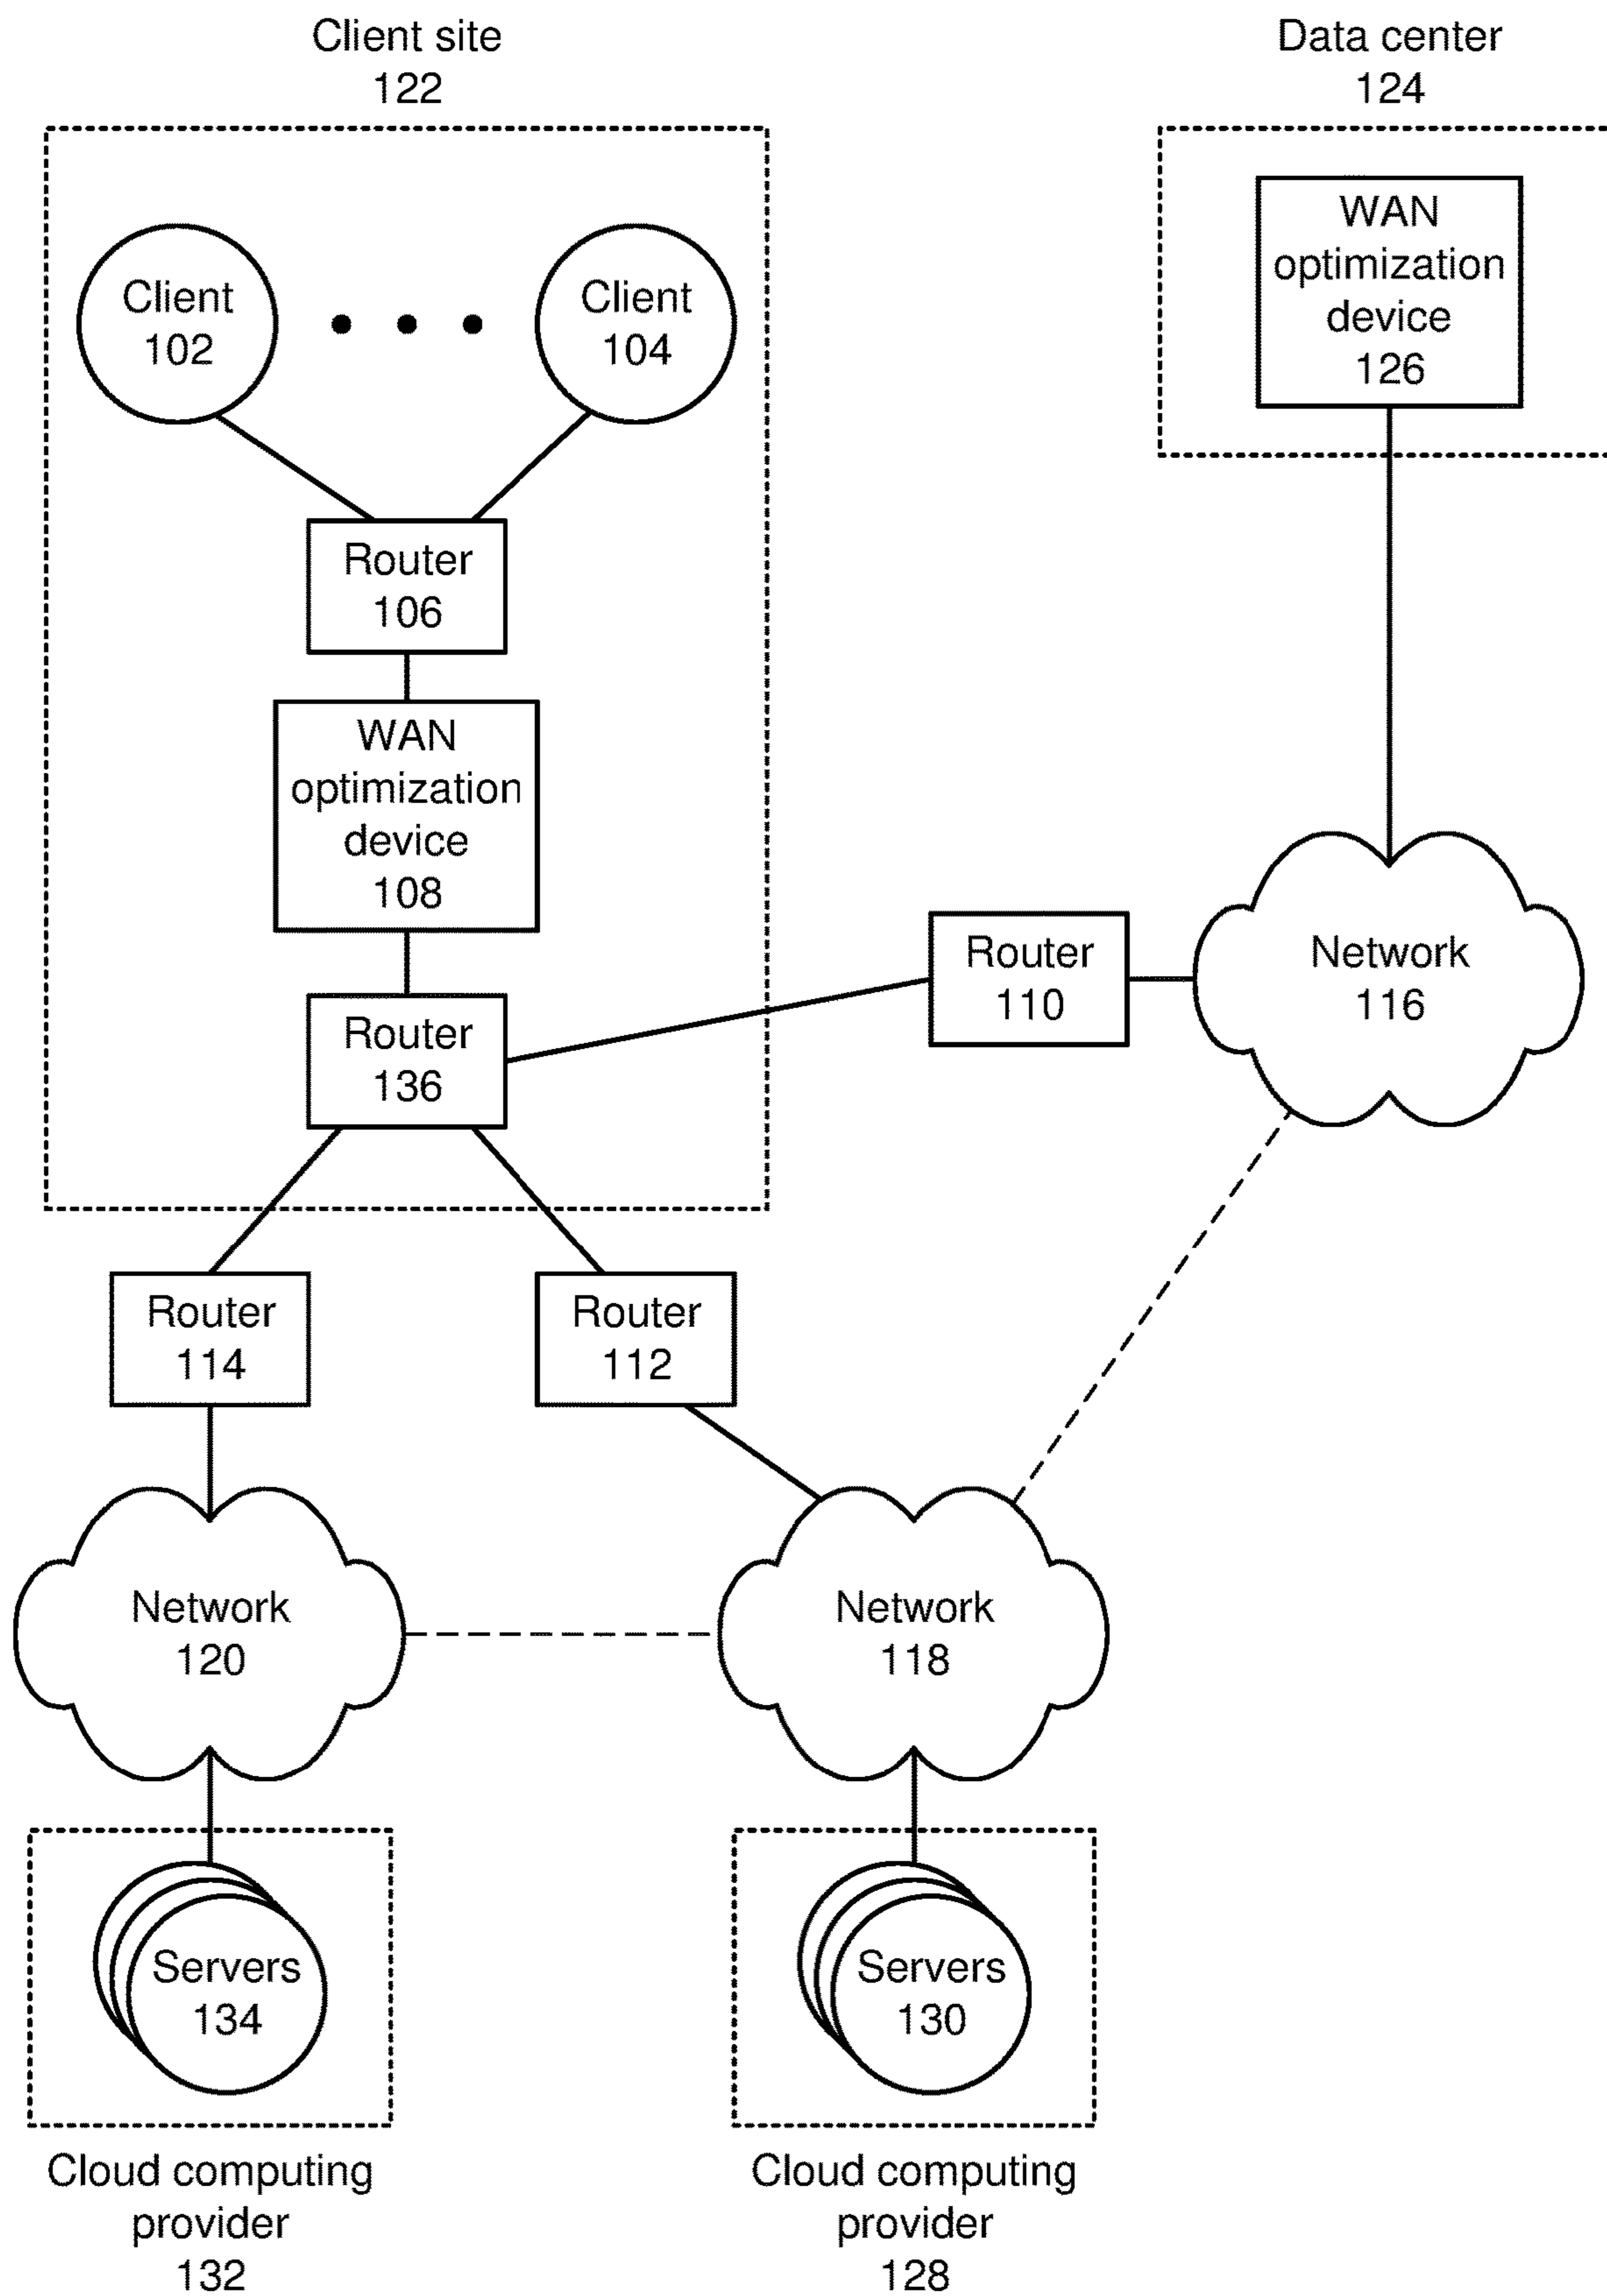 Client site
122
Data center
124
Client
102
Client
104
WAN
optimization
device
126
Router
106
WAN
optimization
device
108
Router
110
Network
116
Router
136
Router
114
Router
112
Network
120
Network
118
Servers
134
Servers
130
Cloud computing
provider
132
Cloud computing
provider
128